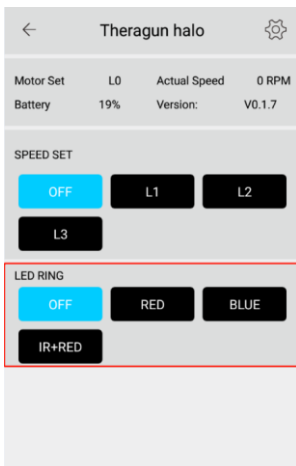 Theragun halo
Motor Set L0 Actual Speed 0 RPM
Battery 19% Version: V0.1.7
SPEED SET
OFF L1 L2
L3
LED RING
OFF RED BLUE
IR+RED